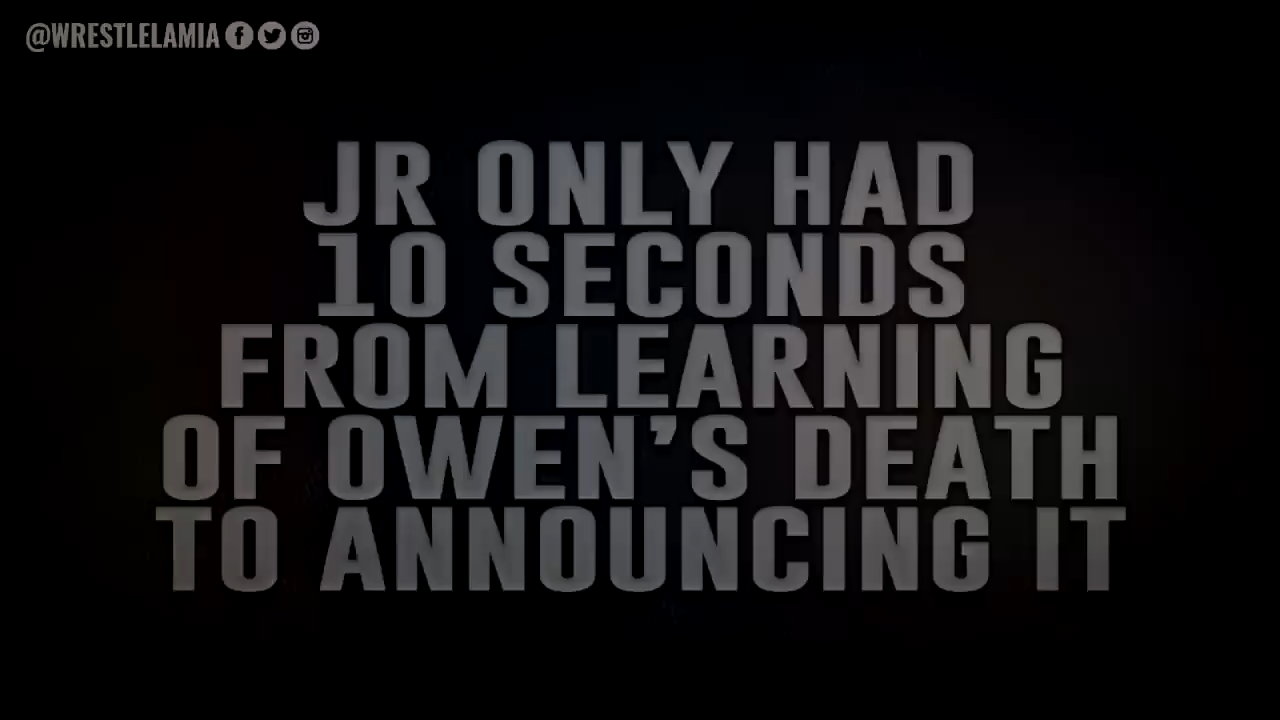 @WRESTLELAMIA
JR ONLY HAD
10 SECONDS
FROM LEARNING
OF OWEN'S DEATH
TO ANNOUNCING IT